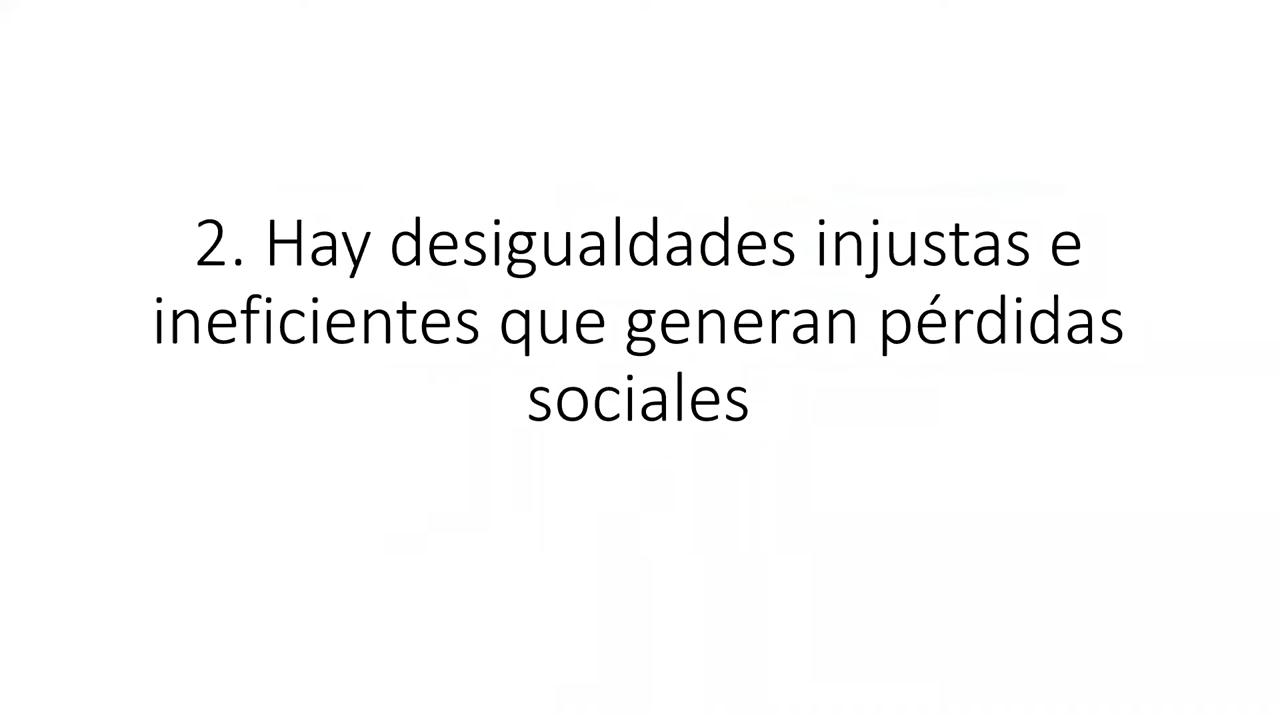 2. Hay desigualdades injustas e
ineficientes que generan pérdidas
sociales